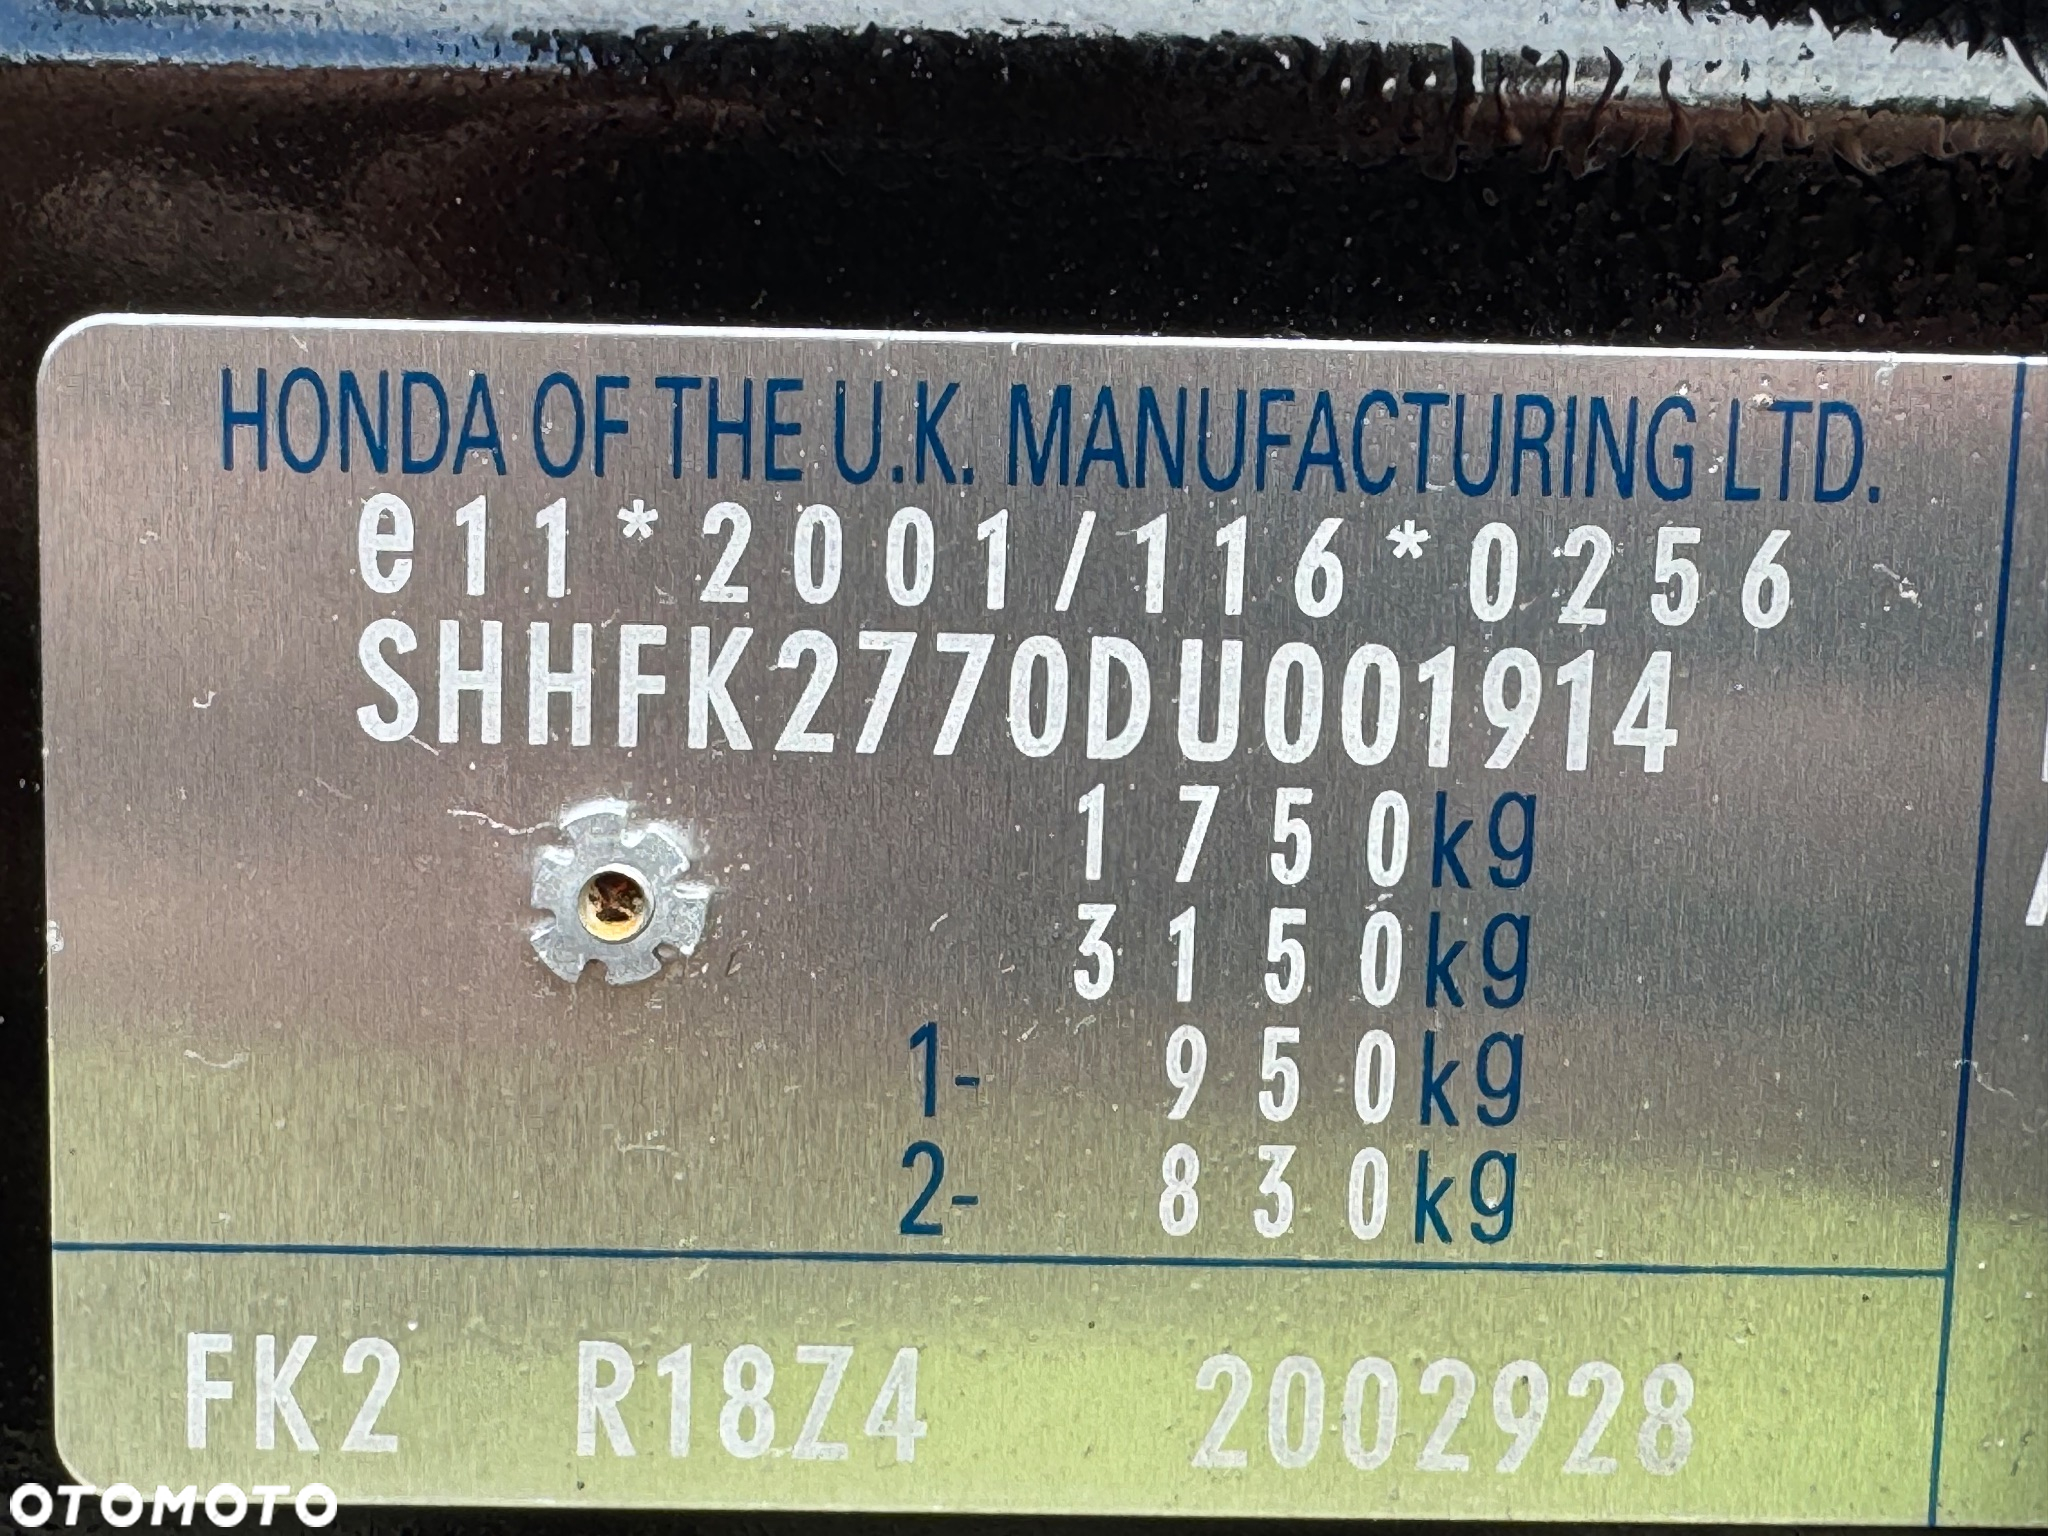 HONDA OF THE U.K. MANUFACTURING LTD.
e11*2001/116*0256
SHHFK2770DU001914
1750kg
3150kg
1- 950kg
2- 830kg
FK2 R18Z4 2002928
OTOMOTO